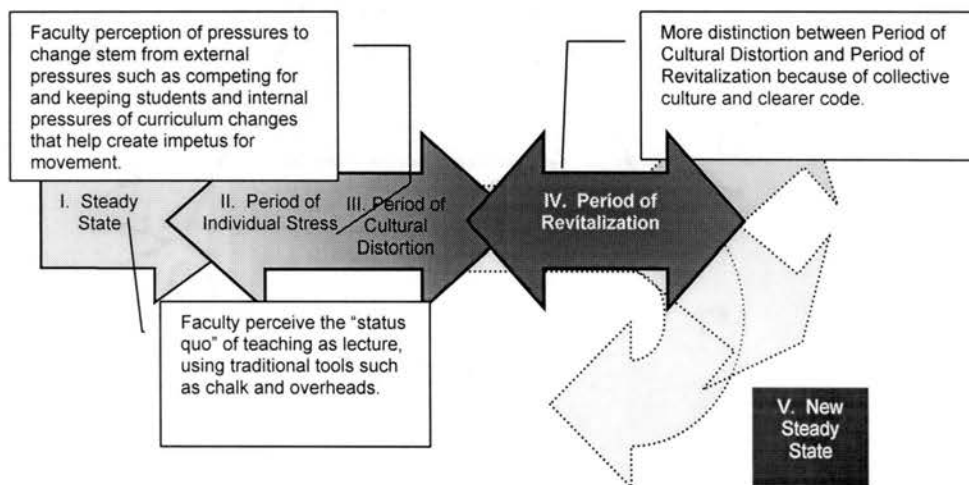 Faculty perception of pressures to
change stem from external
pressures such as competing for
and keeping students and internal
pressures of curriculum changes
that help create impetus for
movement.
More distinction between Period of
Cultural Distortion and Period of
Revitalization because of collective
culture and clearer code.
I. Steady
State
II. Period of
Individual Stress
III. Period of
Cultural
Distortion
IV. Period of
Revitalization
Faculty perceive the “status
quo” of teaching as lecture,
using traditional tools such
as chalk and overheads.
V. New
Steady
State